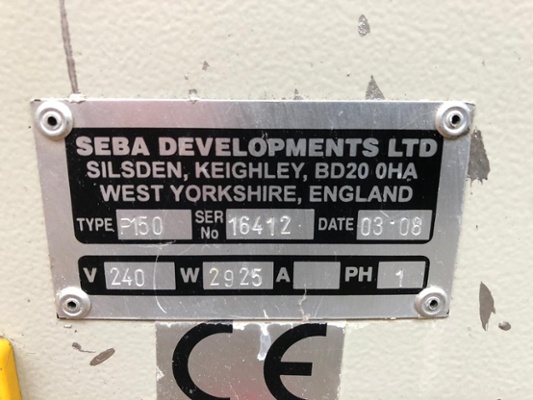 SEBA DEVELOPMENTS LTD
SILSDEN, KEIGHLEY, BD20 0HA
WEST YORKSHIRE, ENGLAND
TYPE P150 SER No 16412 DATE 03-08
V 240 W 2925 A PH 1
CE